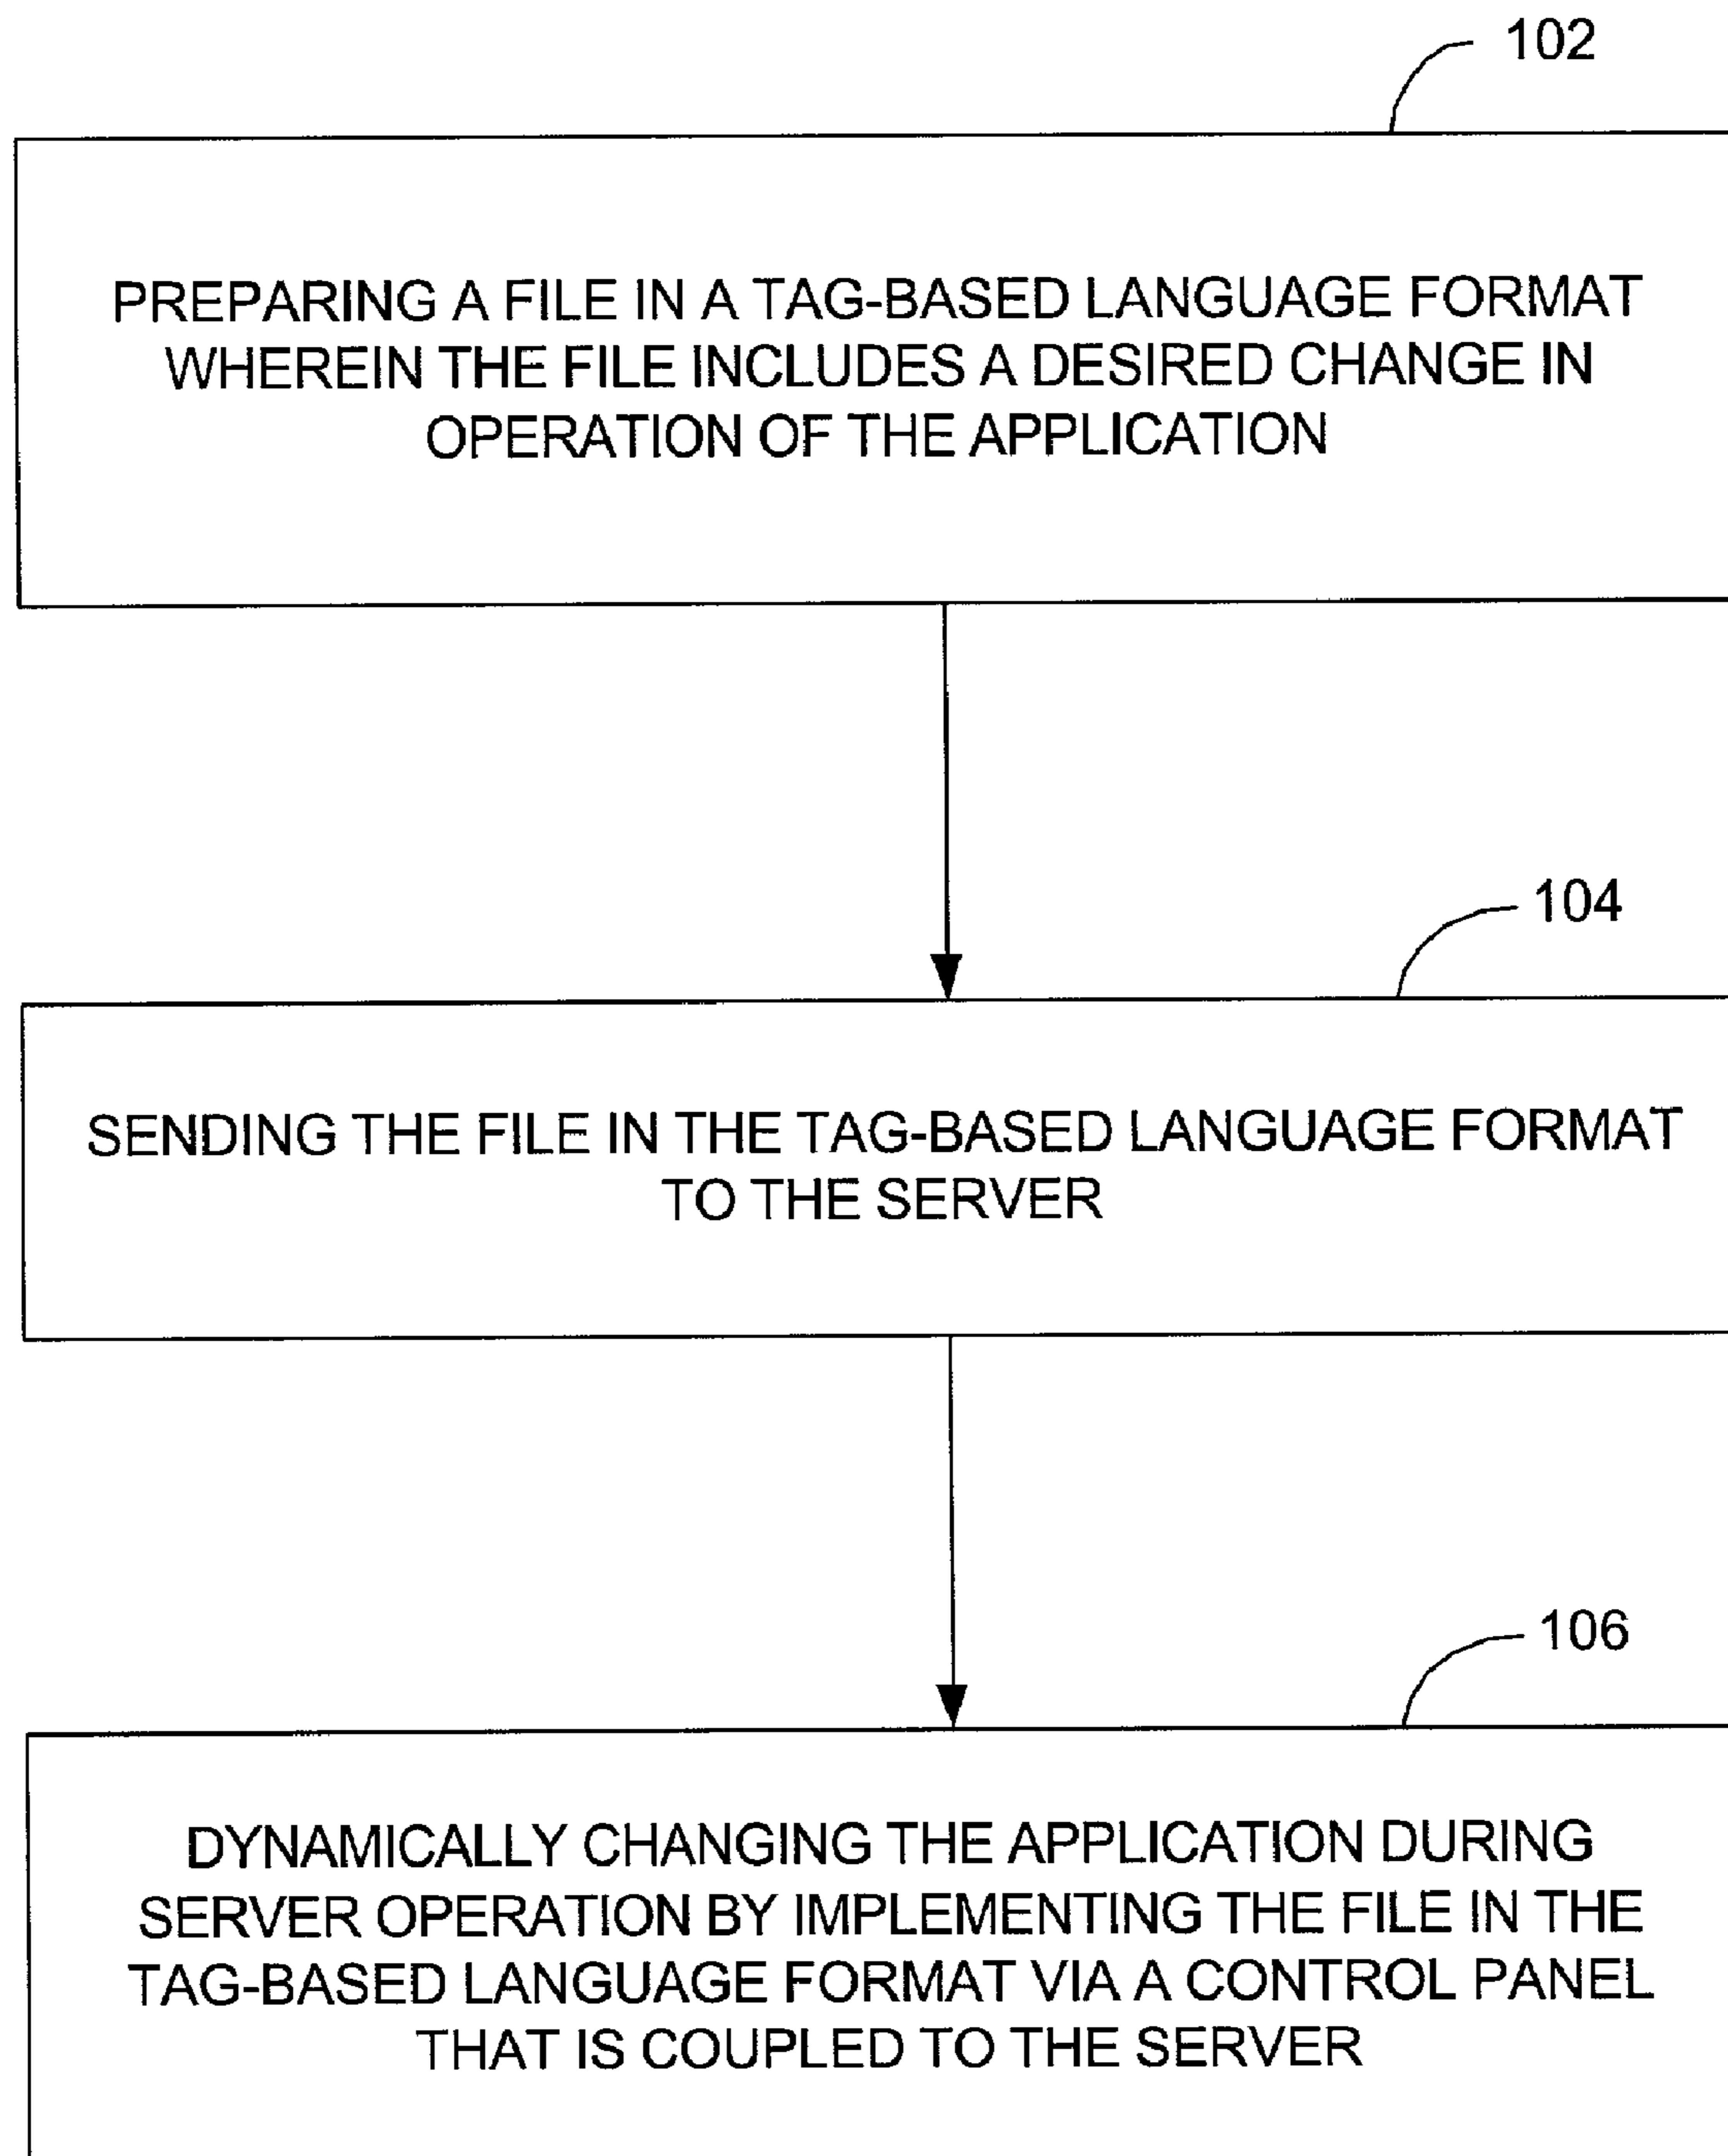 102
PREPARING A FILE IN A TAG-BASED LANGUAGE FORMAT
WHEREIN THE FILE INCLUDES A DESIRED CHANGE IN
OPERATION OF THE APPLICATION
104
SENDING THE FILE IN THE TAG-BASED LANGUAGE FORMAT
TO THE SERVER
106
DYNAMICALLY CHANGING THE APPLICATION DURING
SERVER OPERATION BY IMPLEMENTING THE FILE IN THE
TAG-BASED LANGUAGE FORMAT VIA A CONTROL PANEL
THAT IS COUPLED TO THE SERVER